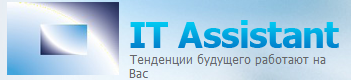 IT Assistant
Тенденции будущего работают на
Вас